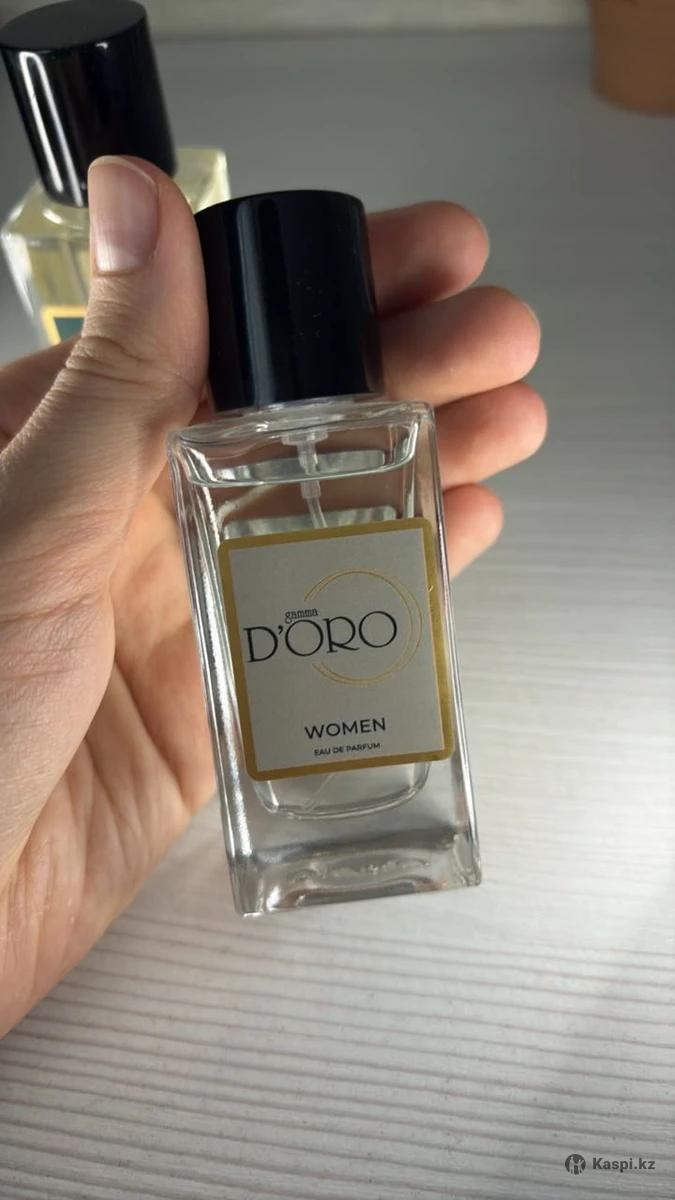 gamma
D'ORO
WOMEN
EAU DE PARFUM
Kaspi.kz